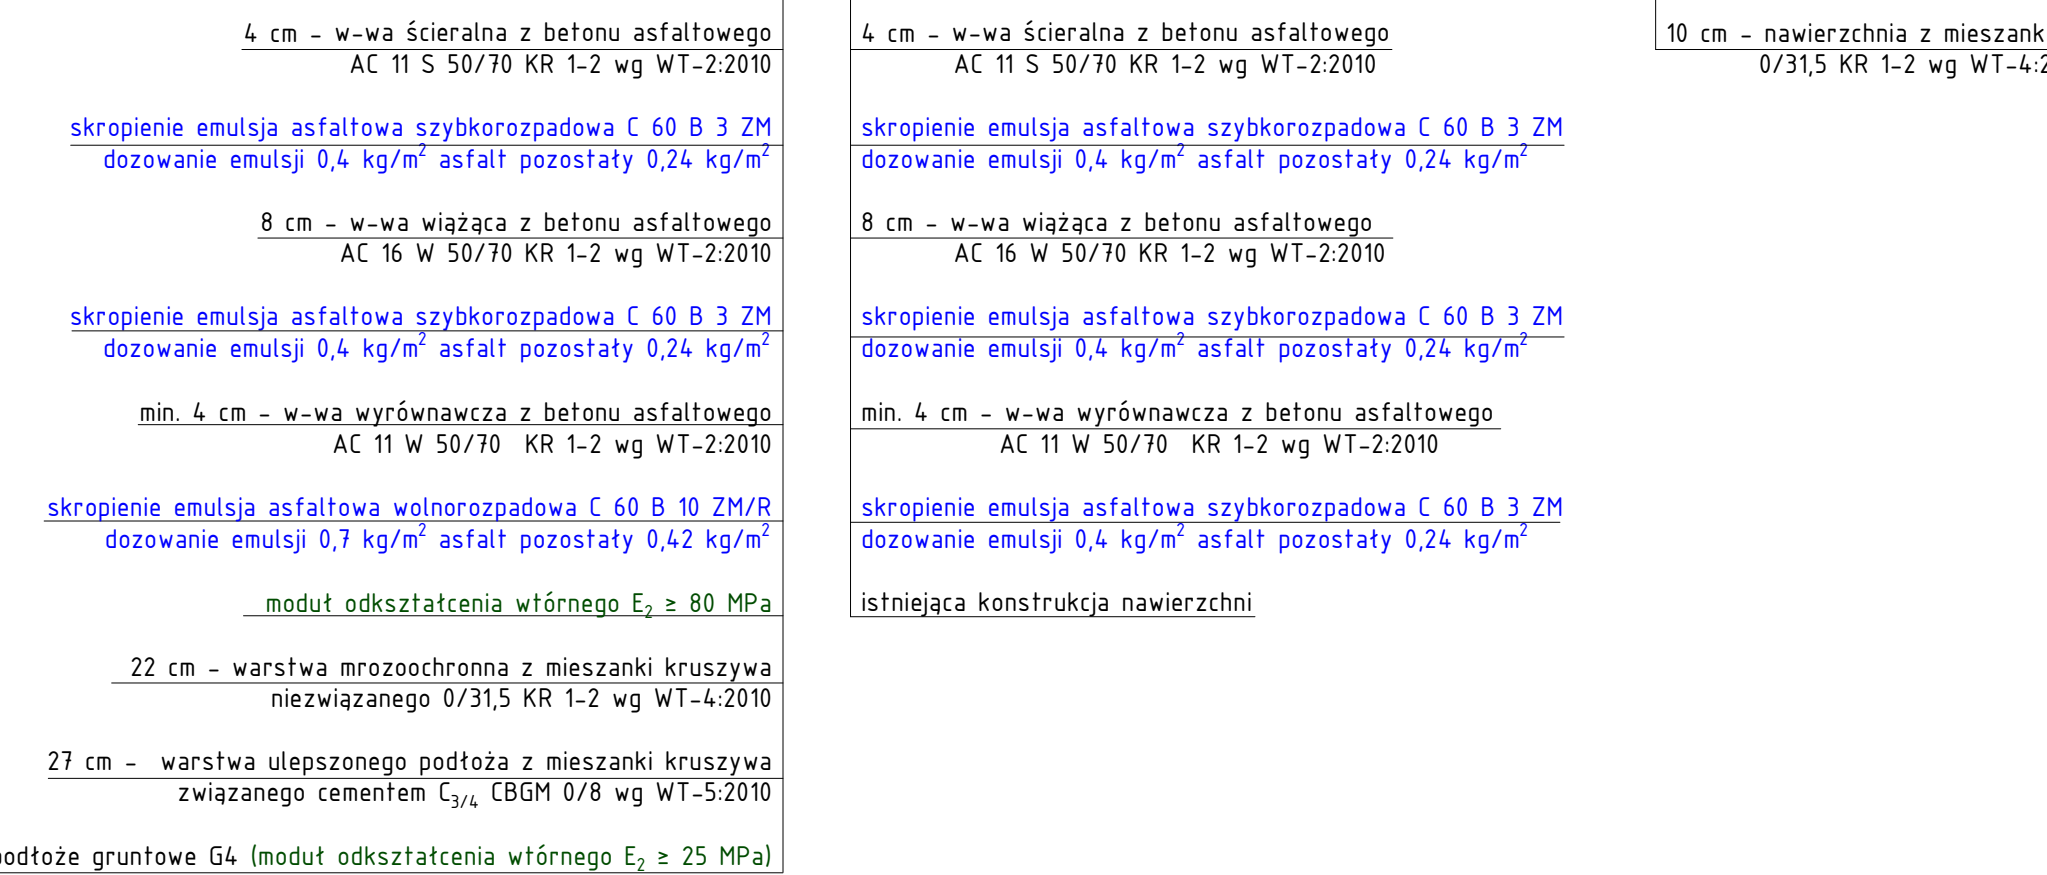 4 cm - w-wa ścieralna z betonu asfaltowego
AC 11 S 50/70 KR 1-2 wg WT-2:2010
skropienie emulsja asfaltowa szybkorozpadowa C 60 B 3 ZM
dozowanie emulsji 0,4 kg/m² asfalt pozostały 0,24 kg/m²
8 cm - w-wa wiążąca z betonu asfaltowego
AC 16 W 50/70 KR 1-2 wg WT-2:2010
skropienie emulsja asfaltowa szybkorozpadowa C 60 B 3 ZM
dozowanie emulsji 0,4 kg/m² asfalt pozostały 0,24 kg/m²
min. 4 cm - w-wa wyrównawcza z betonu asfaltowego
AC 11 W 50/70 KR 1-2 wg WT-2:2010
skropienie emulsja asfaltowa wolnorozpadowa C 60 B 10 ZM/R
dozowanie emulsji 0,7 kg/m² asfalt pozostały 0,42 kg/m²
moduł odkształcenia wtórnego E₂ ≥ 80 MPa
22 cm - warstwa mrozoochronna z mieszanki kruszywa
niezwiązanego 0/31,5 KR 1-2 wg WT-4:2010
27 cm - warstwa ulepszonego podłoża z mieszanki kruszywa
związanego cementem C3/4 CBGM 0/8 wg WT-5:2010
podłoże gruntowe G4 (moduł odkształcenia wtórnego E₂ ≥ 25 MPa)
4 cm - w-wa ścieralna z betonu asfaltowego
AC 11 S 50/70 KR 1-2 wg WT-2:2010
skropienie emulsja asfaltowa szybkorozpadowa C 60 B 3 ZM
dozowanie emulsji 0,4 kg/m² asfalt pozostały 0,24 kg/m²
8 cm - w-wa wiążąca z betonu asfaltowego
AC 16 W 50/70 KR 1-2 wg WT-2:2010
skropienie emulsja asfaltowa szybkorozpadowa C 60 B 3 ZM
dozowanie emulsji 0,4 kg/m² asfalt pozostały 0,24 kg/m²
min. 4 cm - w-wa wyrównawcza z betonu asfaltowego
AC 11 W 50/70 KR 1-2 wg WT-2:2010
skropienie emulsja asfaltowa szybkorozpadowa C 60 B 3 ZM
dozowanie emulsji 0,4 kg/m² asfalt pozostały 0,24 kg/m²
istniejąca konstrukcja nawierzchni
10 cm - nawierzchnia z mieszank
0/31,5 KR 1-2 wg WT-4:2